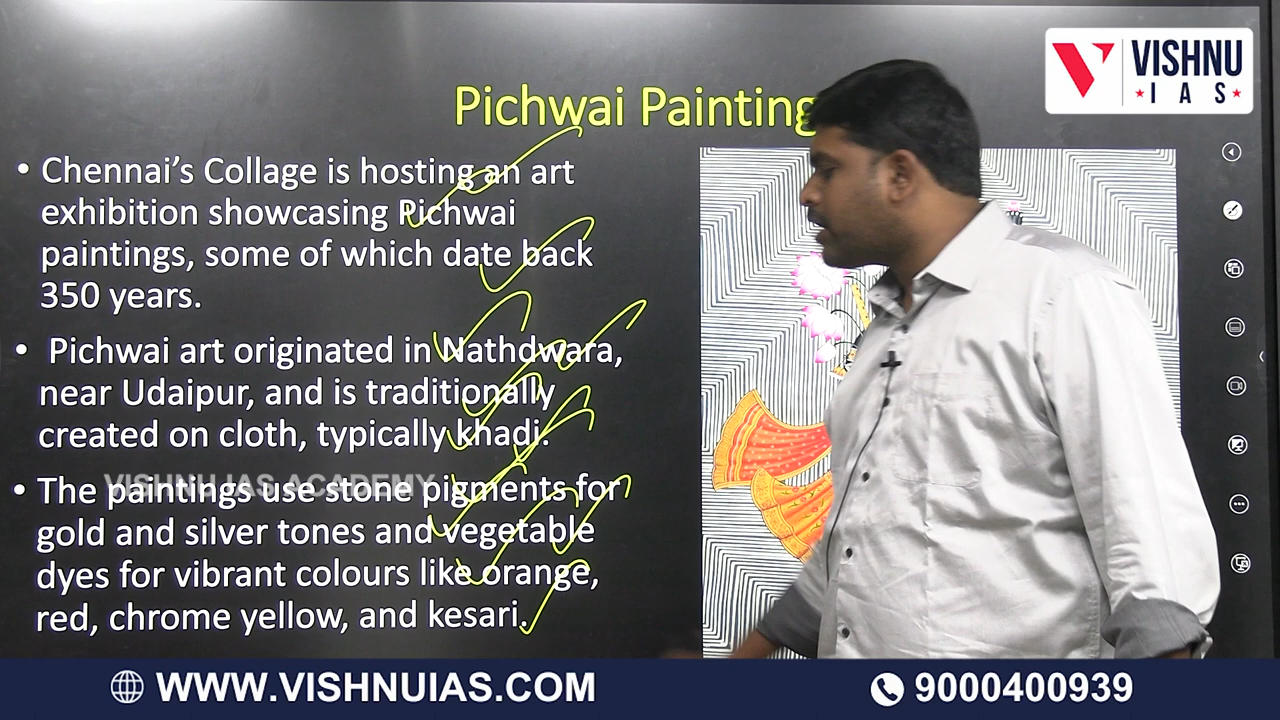 VISHNU
IAS
Pichwai Painting
• Chennai’s Collage is hosting an art
exhibition showcasing Pichwai
paintings, some of which date back
350 years.
• Pichwai art originated in Nathdwara,
near Udaipur, and is traditionally
created on cloth, typically khadi.
• The paintings use stone pigments for
gold and silver tones and vegetable
dyes for vibrant colours like orange,
red, chrome yellow, and kesari.
VISHNU IAS ACADEMY
WWW.VISHNUIAS.COM
9000400939